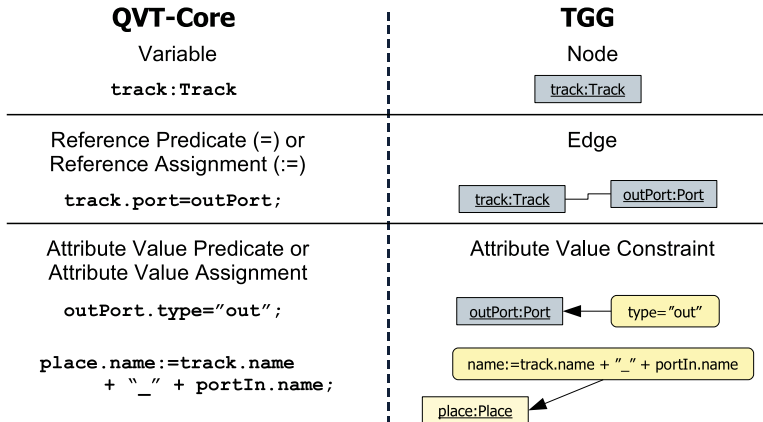 QVT-Core
TGG
Variable
Node
track:Track
track:Track
Reference Predicate (=) or
Reference Assignment (:=)
Edge
track.port=outPort;
track:Track
outPort:Port
Attribute Value Predicate or
Attribute Value Assignment
Attribute Value Constraint
outPort.type=”out”;
outPort:Port
type=”out”
place.name:=track.name
+ “_” + portIn.name;
name:=track.name + ”_” + portIn.name
place:Place